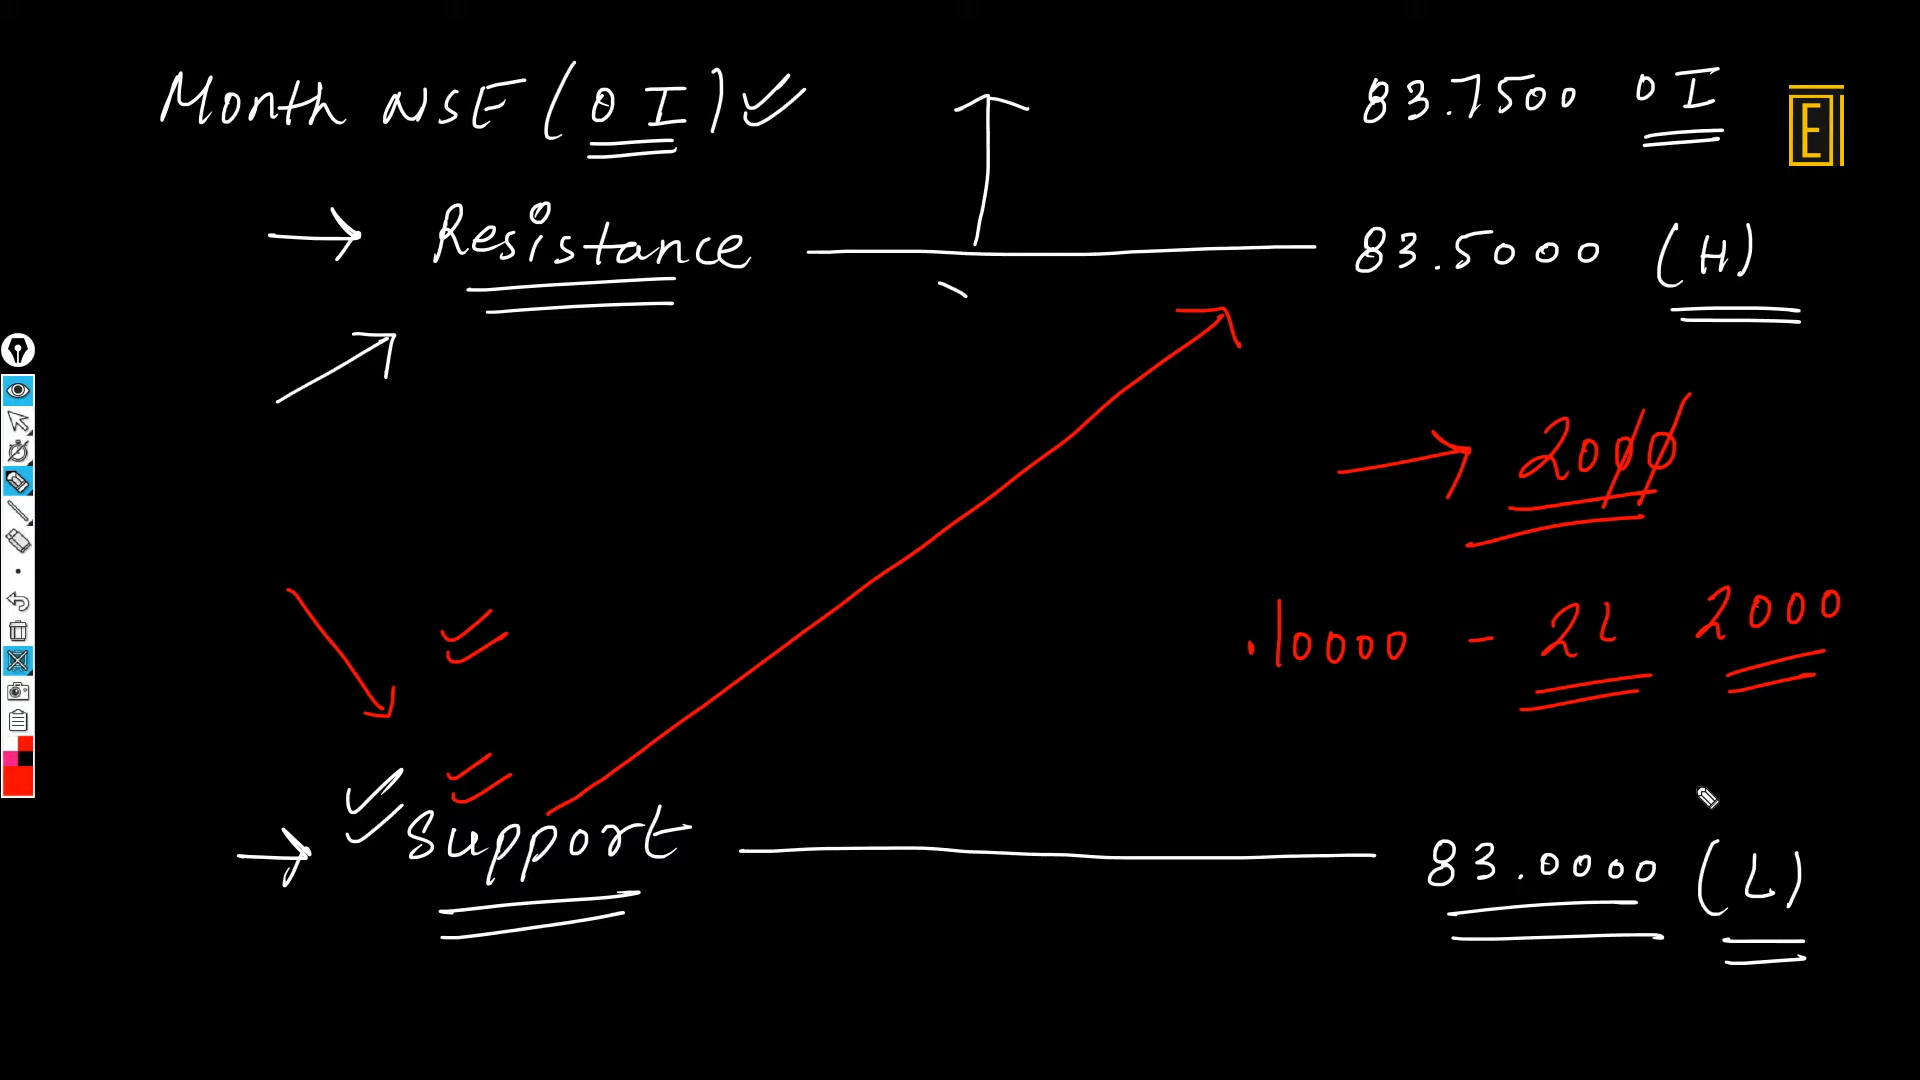 Month NSE (OI)
83.7500 OI
Resistance 83.5000 (H)
2000
.10000 - 2L 2000
Support 83.0000 (L)